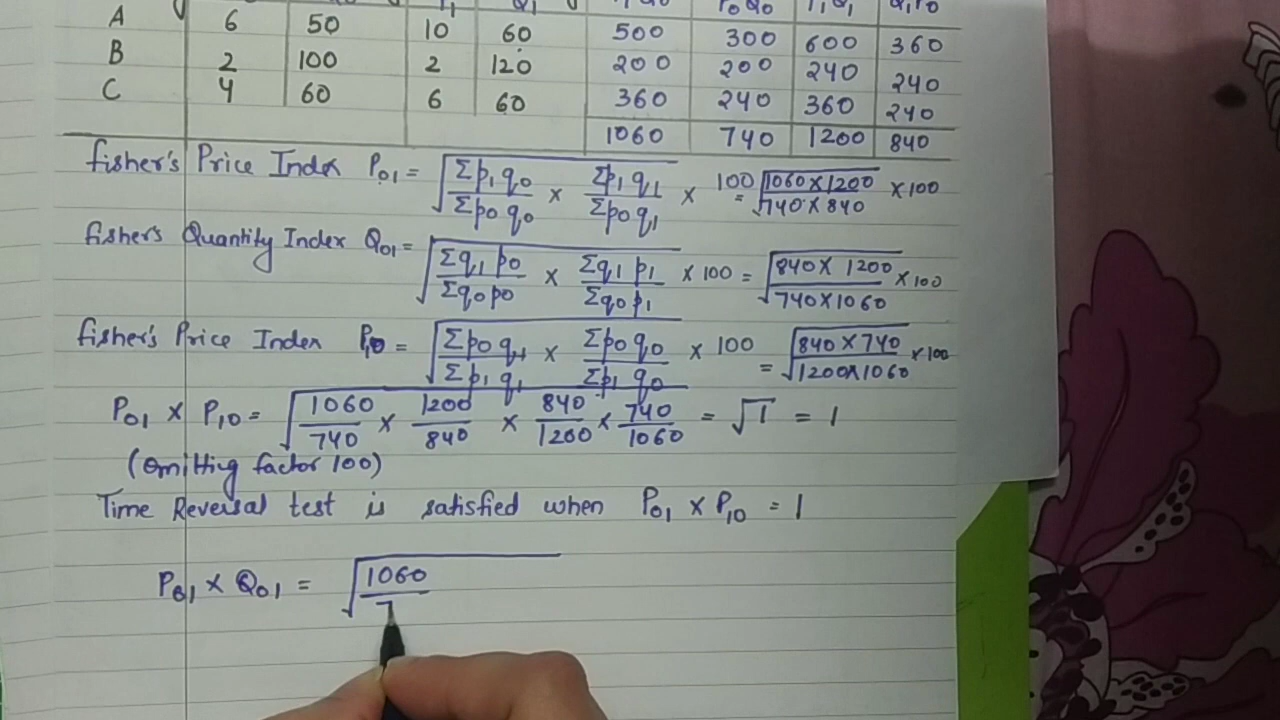 A 6 50 10 60 500 300 600 360
B 2 100 2 120 200 200 240 240
C 4 60 6 60 360 240 360 240
1060 740 1200 840
fisher's Price Index P01 = √(Σp1q0/Σp0q0 × Σp1q1/Σp0q1) × 100 = √(1060×1200/740×840) ×100
fishers Quantity Index Q01 = √(Σq1p0/Σq0p0 × Σq1p1/Σq0p1) × 100 = √(840×1200/740×1060) ×100
fisher's Price Index P10 = √(Σp0q1/Σp1q1 × Σp0q0/Σp1q0) × 100 = √(840×740/1200×1060) ×100
P01 × P10 = √(1060/740 × 1200/840 × 840/1200 × 740/1060) = √1 = 1
(Omitting factor 100)
Time Reversal test is satisfied when P01 × P10 = 1
P01 × Q01 = √(1060/7